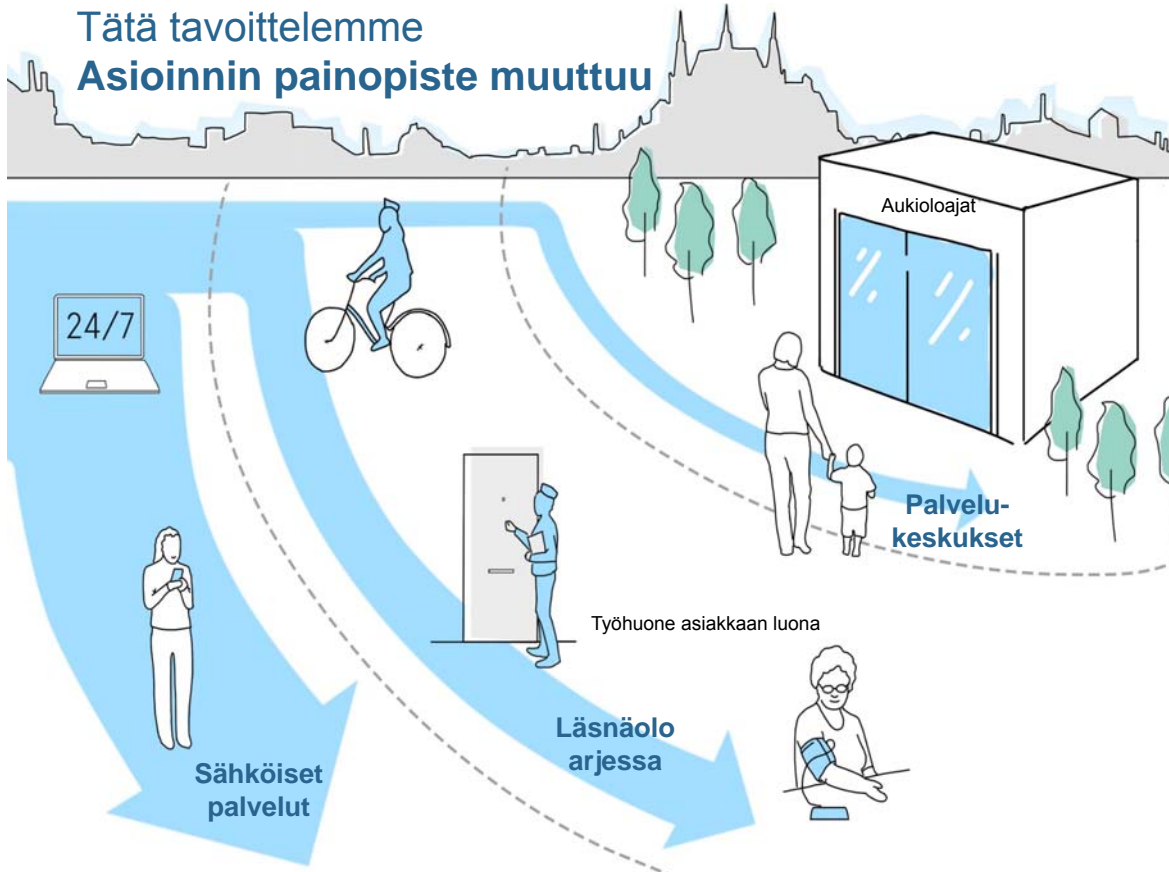 Tätä tavoittelemme
Asioinnin painopiste muuttuu
Aukioloajat
24/7
Palvelu-
keskukset
Työhuone asiakkaan luona
Läsnäolo
arjessa
Sähköiset
palvelut